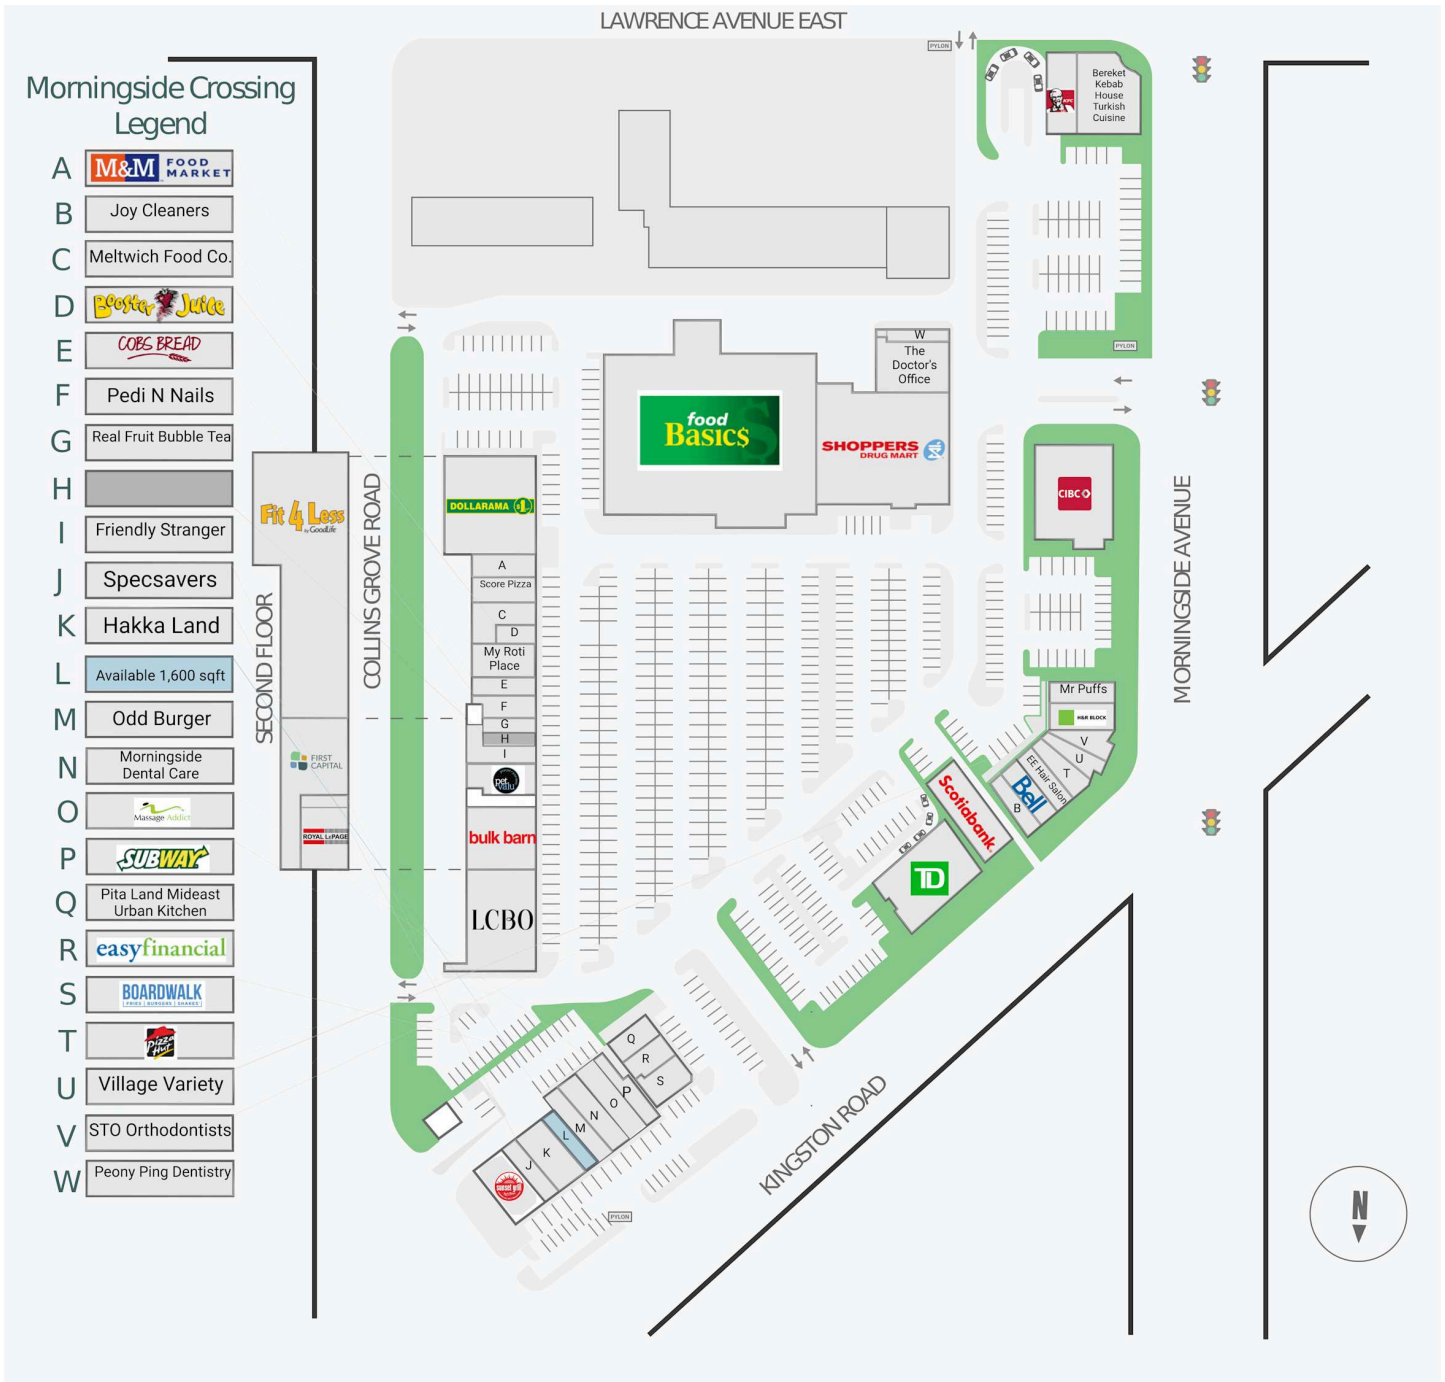 LAWRENCE AVENUE EAST
PYLON
Morningside Crossing
Legend
A
M&M FOOD
MARKET
B
Joy Cleaners
C
Meltwich Food Co.
D
Booster Juice
E
COBS BREAD
F
Pedi N Nails
G
Real Fruit Bubble Tea
H
I
Friendly Stranger
J
Specsavers
K
Hakka Land
L
Available 1,600 sqft
M
Odd Burger
N
Morningside
Dental Care
O
Massage Addict
P
SUBWAY
Q
Pita Land Mideast
Urban Kitchen
R
easyfinancial
S
BOARDWALK
FRIES | BURGERS | SHAKES
T
Pizza
Hut
U
Village Variety
V
STO Orthodontists
W
Peony Ping Dentistry
SECOND FLOOR
Fit 4 Less
by GoodLife
FIRST
CAPITAL
ROYAL LEPAGE
COLLINS GROVE ROAD
DOLLARAMA
A
Score Pizza
C
D
My Roti
Place
E
F
G
H
I
pet
valu
bulk barn
LCBO
food
Basics
W
The
Doctor's
Office
SHOPPERS
DRUG MART
KFC
Bereket
Kebab
House
Turkish
Cuisine
PYLON
CIBC
MORNINGSIDE AVENUE
Mr Puffs
H&R BLOCK
V
U
T
EE Hair Salon
Bell
B
Scotiabank
TD
KINGSTON ROAD
Q
R
S
P
O
N
M
L
K
J
sunset grill
PYLON
N